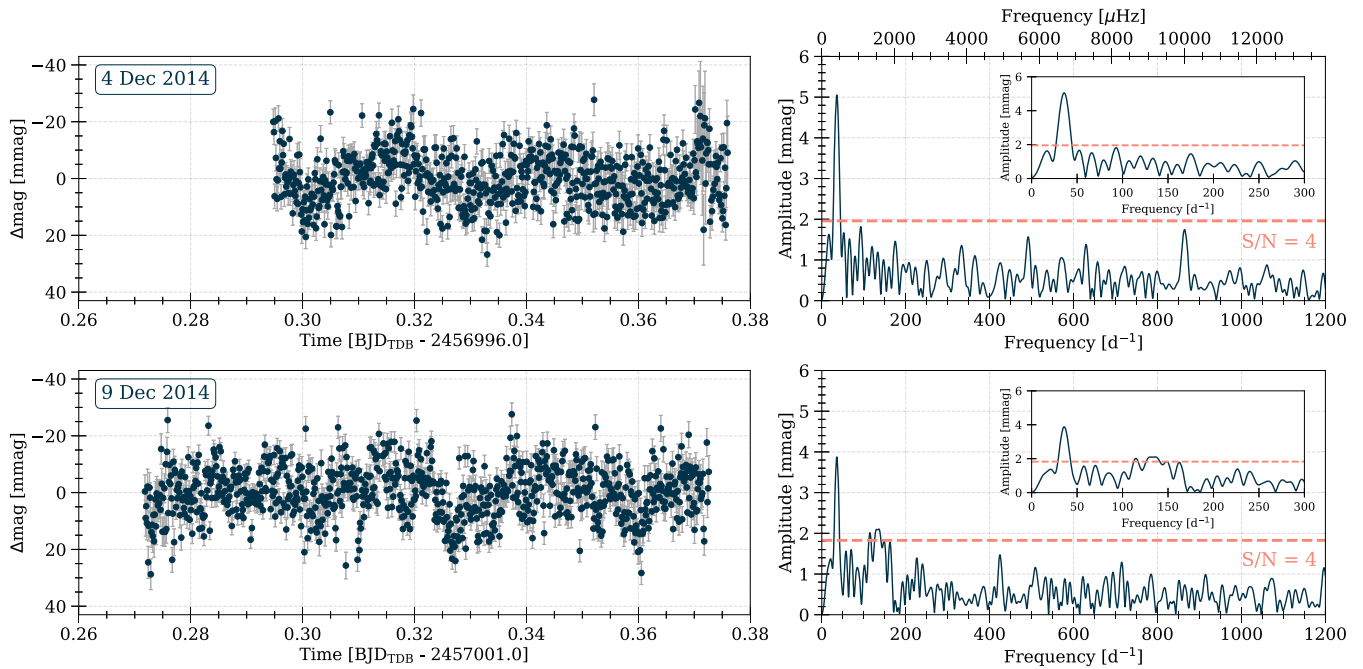 4 Dec 2014
Δmag [mmag]
−40
−20
0
20
40
0.26 0.28 0.30 0.32 0.34 0.36 0.38
Time [BJD_TDB - 2456996.0]
Frequency [μHz]
0 2000 4000 6000 8000 10000 12000
Amplitude [mmag]
6
5
4
3
2
1
0
S/N = 4
0 200 400 600 800 1000 1200
Frequency [d⁻¹]
Amplitude [mmag]
6
4
2
0
0 50 100 150 200 250 300
Frequency [d⁻¹]
9 Dec 2014
Δmag [mmag]
−40
−20
0
20
40
0.26 0.28 0.30 0.32 0.34 0.36 0.38
Time [BJD_TDB - 2457001.0]
Amplitude [mmag]
6
5
4
3
2
1
0
S/N = 4
0 200 400 600 800 1000 1200
Frequency [d⁻¹]
Amplitude [mmag]
6
4
2
0
0 50 100 150 200 250 300
Frequency [d⁻¹]